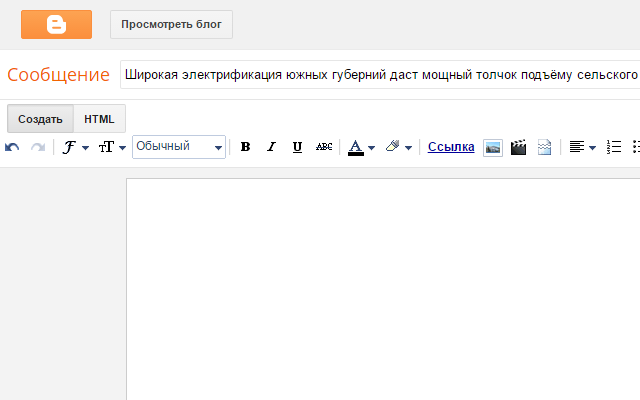 Просмотреть блог
Сообщение Широкая электрификация южных губерний даст мощный толчок подъёму сельского
Создать HTML
Обычный B I U ABC A Ссылка